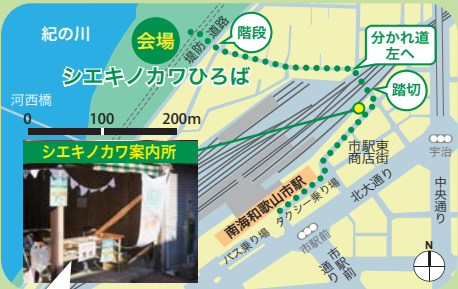 紀の川
会場
堤防道路
階段
分かれ道
左へ
シエキノカワひろば
踏切
河西橋
0 100 200m
シエキノカワ案内所
市駅東
商店街
宇治
中央通り
南海和歌山市駅
タクシー乗り場
北大通り
バス乗り場
市駅前
市駅前
通り
N